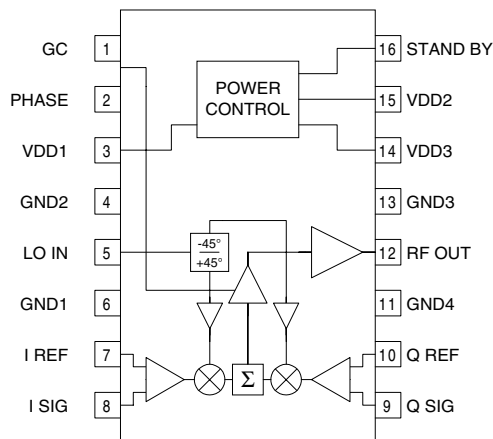 GC 1
16 STAND BY
POWER
CONTROL
PHASE 2
15 VDD2
VDD1 3
14 VDD3
GND2 4
13 GND3
-45°
+45°
LO IN 5
12 RF OUT
GND1 6
11 GND4
I REF 7
10 Q REF
Σ
I SIG 8
9 Q SIG